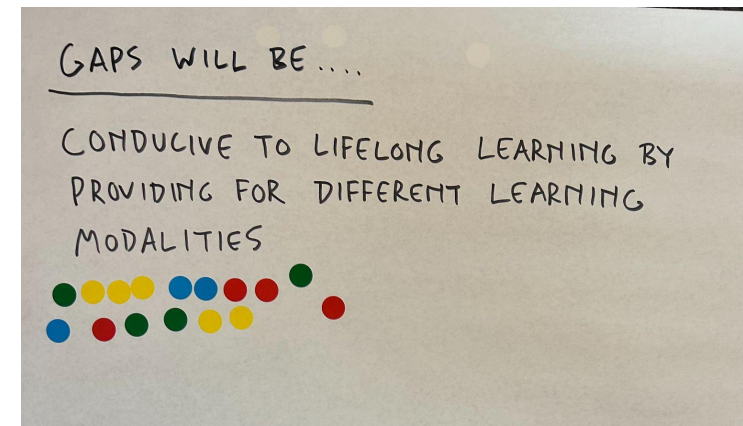 GAPS WILL BE....
CONDUCIVE TO LIFELONG LEARNING BY
PROVIDING FOR DIFFERENT LEARNING
MODALITIES